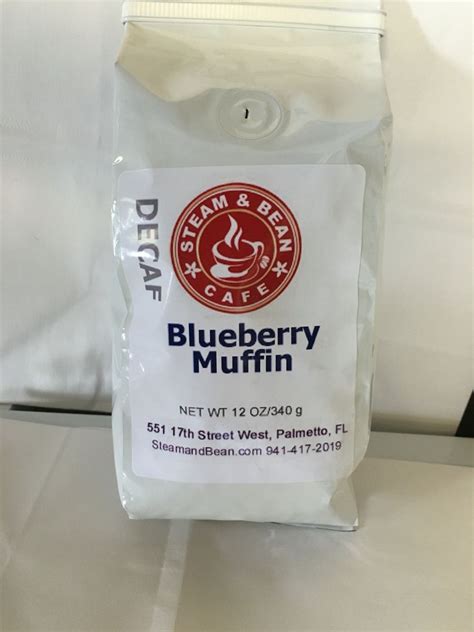 DECAF
STEAM & BEAN
CAFE
Blueberry
Muffin
NET WT 12 OZ/340 g
551 17th Street West, Palmetto, FL
SteamandBean.com 941-417-2019